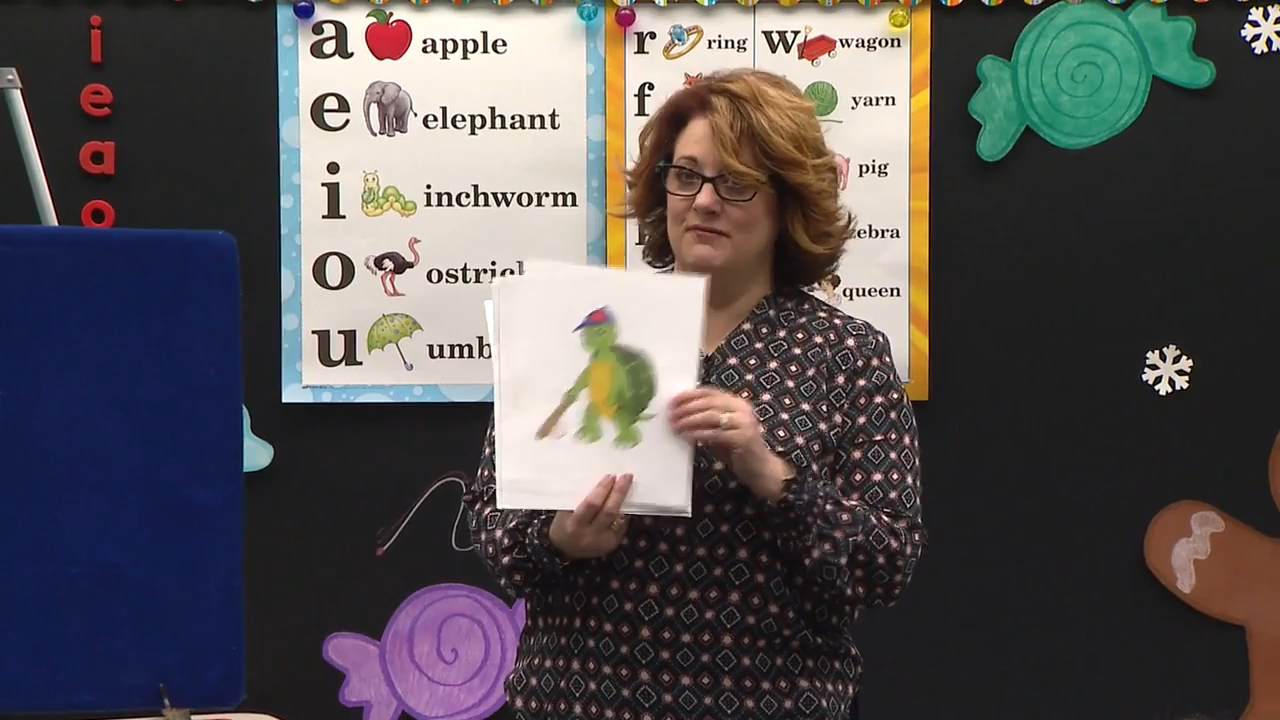 i
e
a
o
a apple
e elephant
i inchworm
o ostric
u umb
r ring
w wagon
f
yarn
pig
ebra
queen